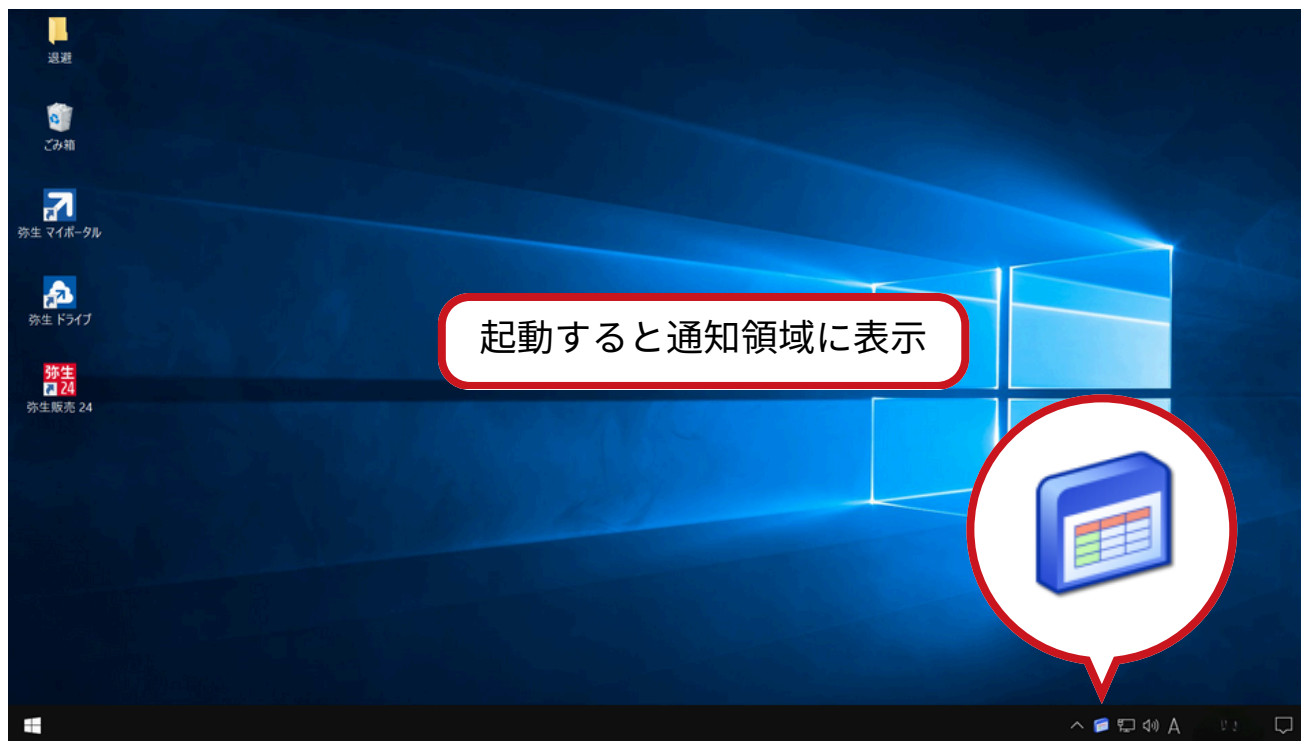 退避
ごみ箱
弥生 マイポータル
弥生 ドライブ
弥生
24
弥生販売 24
起動すると通知領域に表示
A